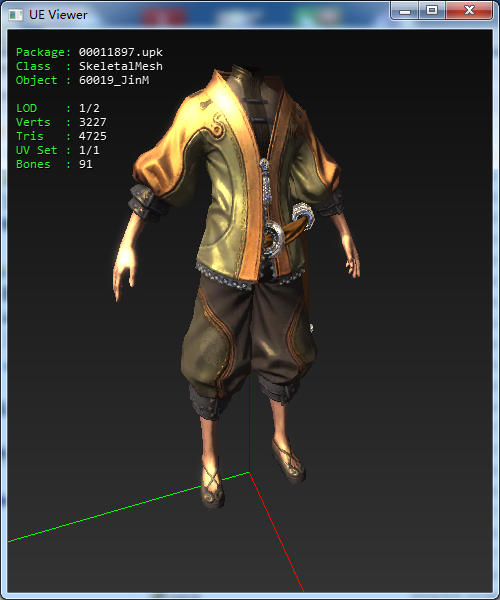 UE Viewer
Package: 00011897.upk
Class : SkeletalMesh
Object : 60019_JinM
LOD : 1/2
Verts : 3227
Tris : 4725
UV Set : 1/1
Bones : 91